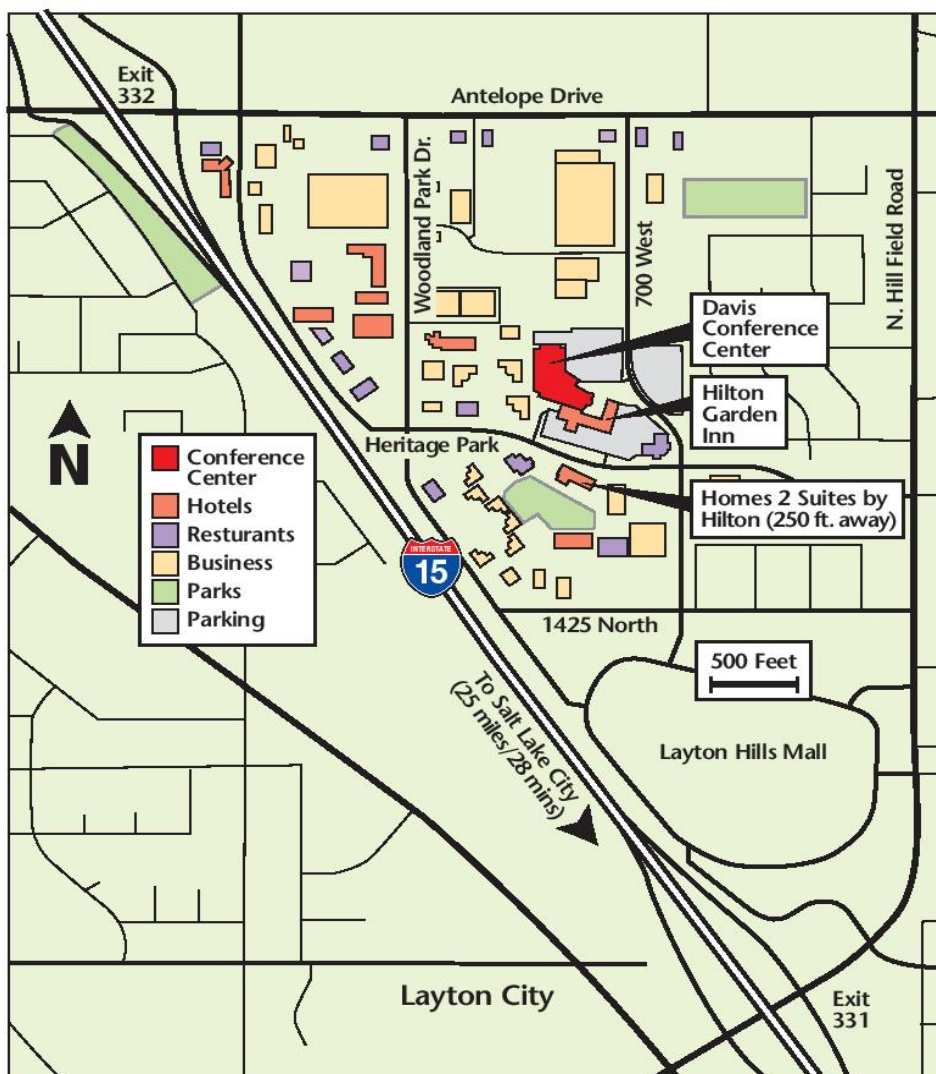 Exit
332
Antelope Drive
Woodland Park Dr.
700 West
N. Hill Field Road
Davis
Conference
Center
Hilton
Garden
Inn
Heritage Park
N
Conference
Center
Hotels
Resturants
Business
Parks
Parking
Homes 2 Suites by
Hilton (250 ft. away)
INTERSTATE
15
1425 North
500 Feet
To Salt Lake City
(25 miles/28 mins)
Layton Hills Mall
Layton City
Exit
331